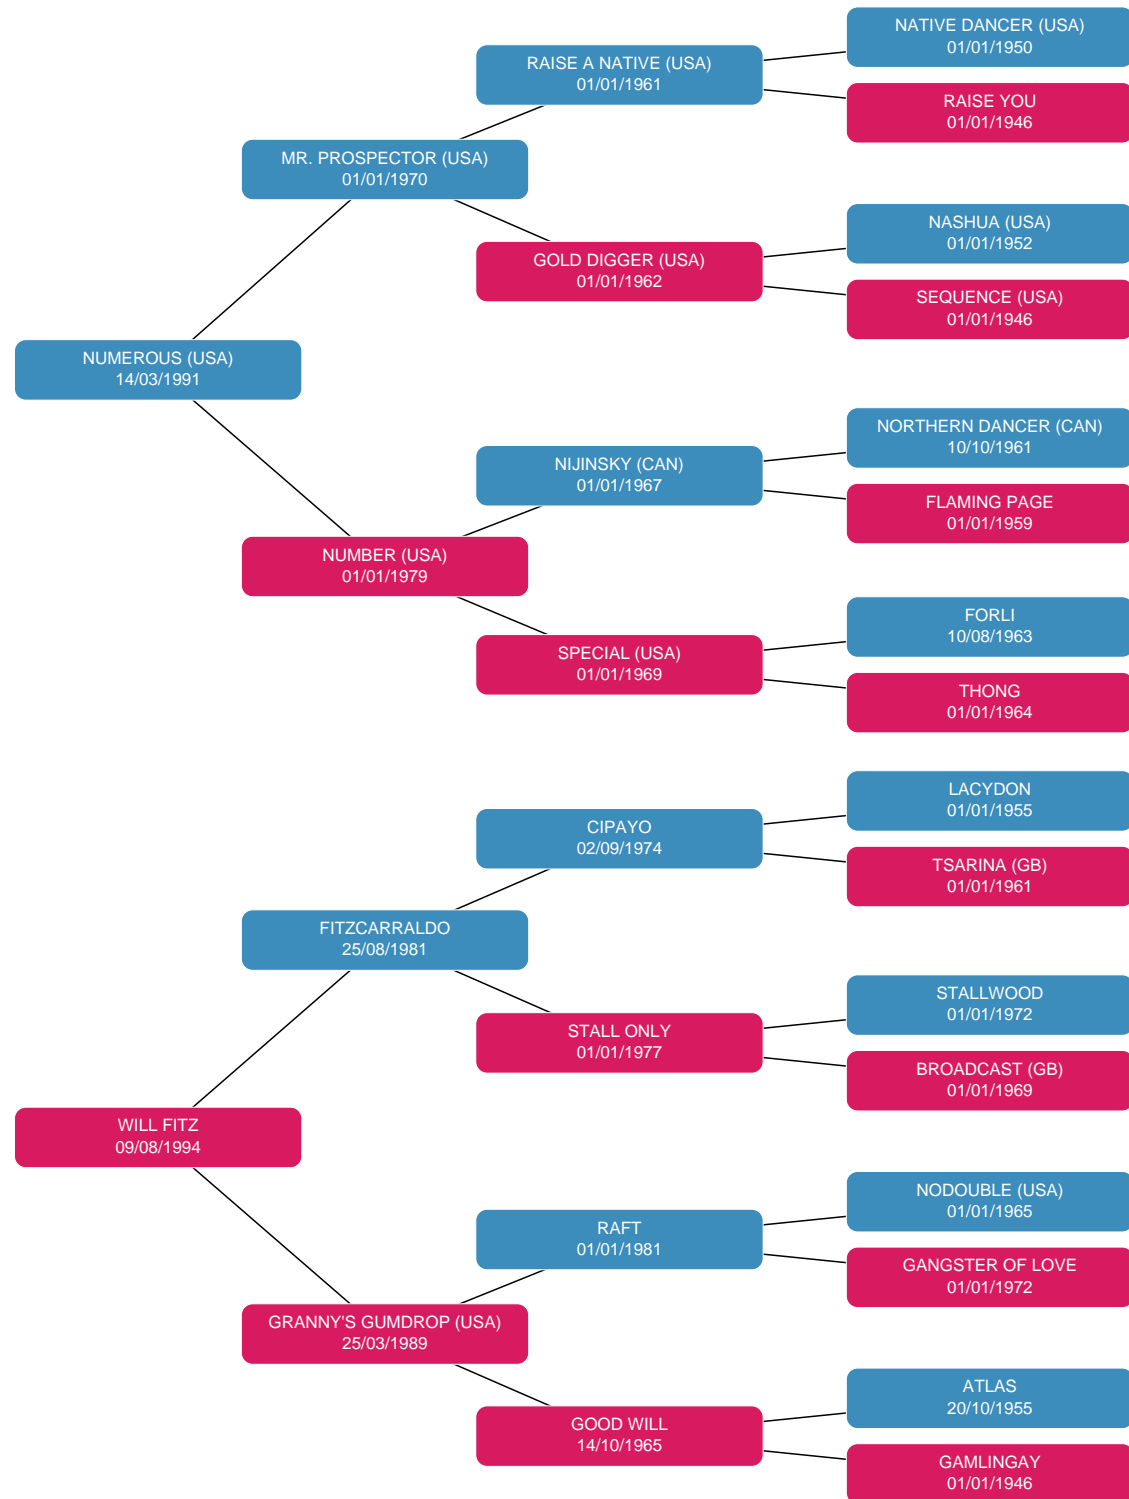 NATIVE DANCER (USA)
01/01/1950
RAISE A NATIVE (USA)
01/01/1961
RAISE YOU
01/01/1946
MR. PROSPECTOR (USA)
01/01/1970
NASHUA (USA)
01/01/1952
GOLD DIGGER (USA)
01/01/1962
SEQUENCE (USA)
01/01/1946
NUMEROUS (USA)
14/03/1991
NORTHERN DANCER (CAN)
10/10/1961
NIJINSKY (CAN)
01/01/1967
FLAMING PAGE
01/01/1959
NUMBER (USA)
01/01/1979
FORLI
10/08/1963
SPECIAL (USA)
01/01/1969
THONG
01/01/1964
LACYDON
01/01/1955
CIPAYO
02/09/1974
TSARINA (GB)
01/01/1961
FITZCARRALDO
25/08/1981
STALLWOOD
01/01/1972
STALL ONLY
01/01/1977
BROADCAST (GB)
01/01/1969
WILL FITZ
09/08/1994
NODOUBLE (USA)
01/01/1965
RAFT
01/01/1981
GANGSTER OF LOVE
01/01/1972
GRANNY'S GUMDROP (USA)
25/03/1989
ATLAS
20/10/1955
GOOD WILL
14/10/1965
GAMLINGAY
01/01/1946